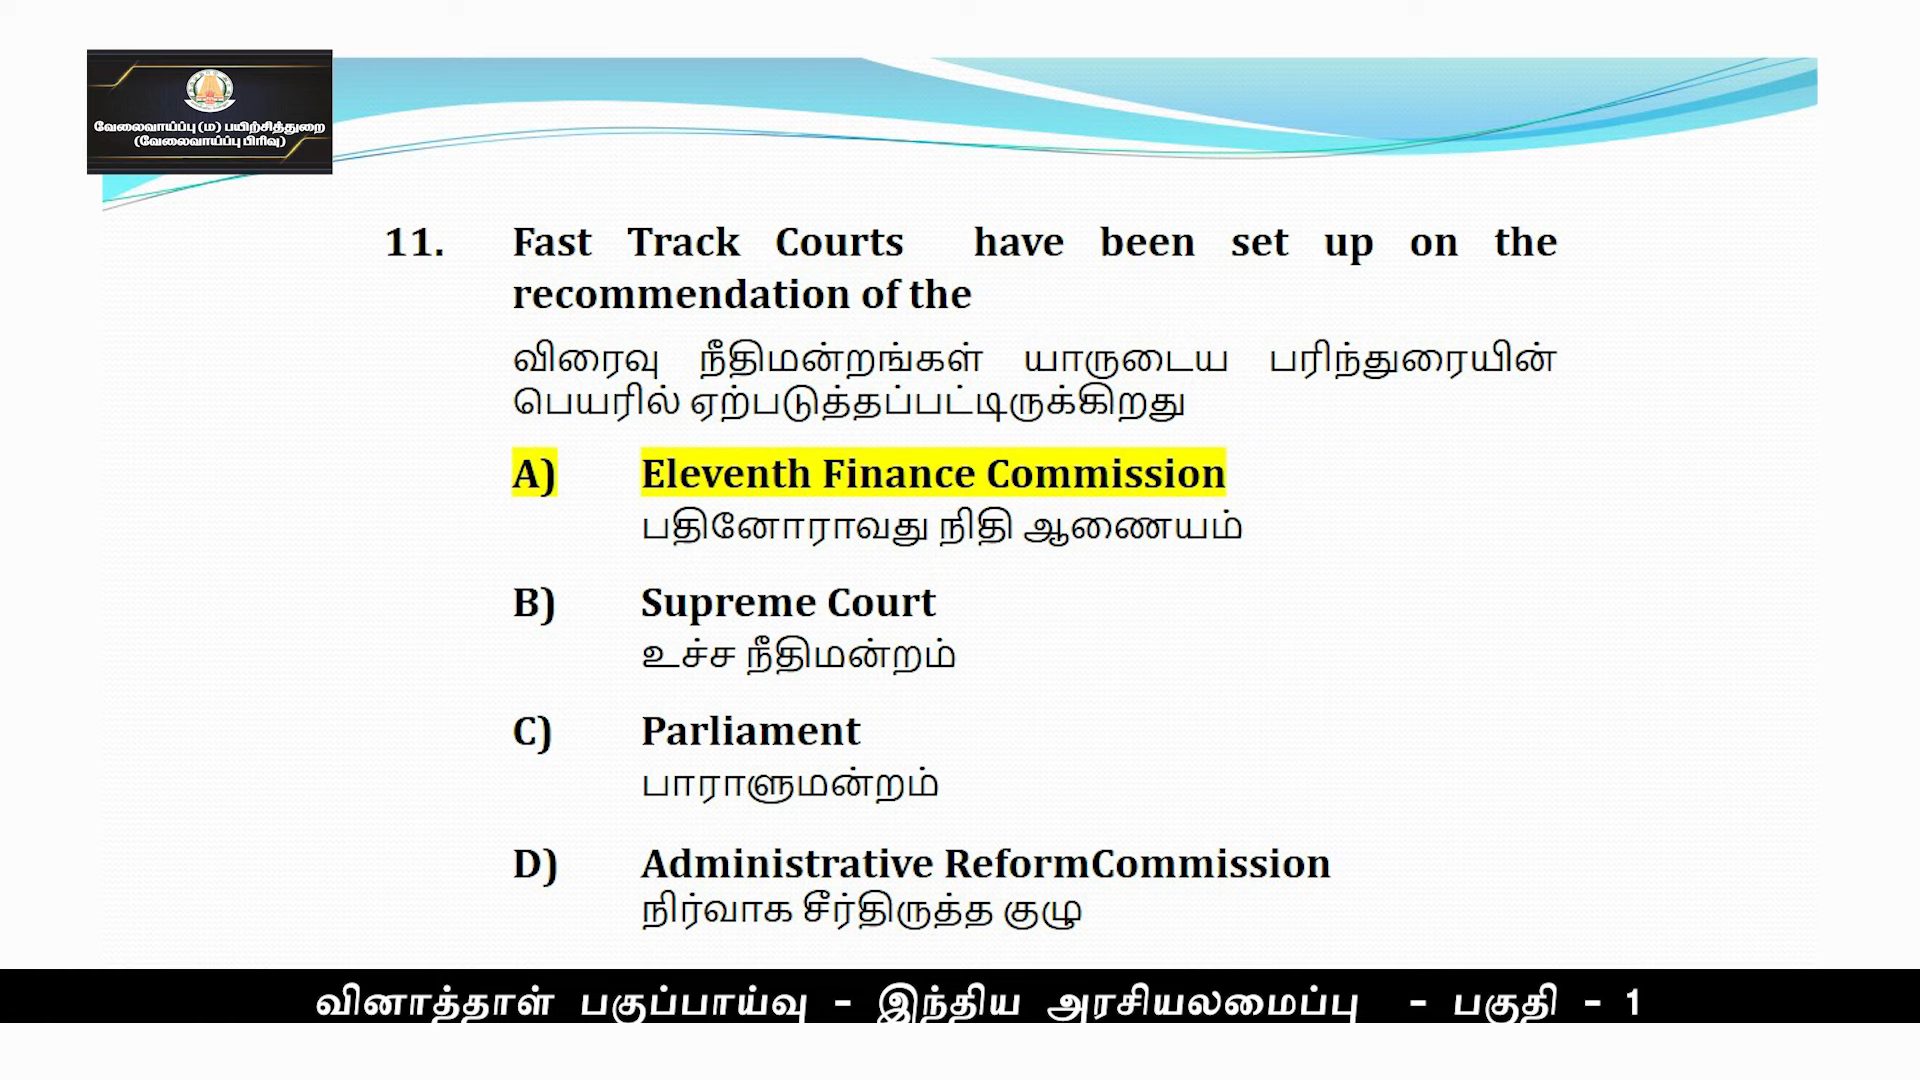 வேலைவாய்ப்பு (ம) பயிற்சித்துறை
(வேலைவாய்ப்பு பிரிவு)
11. Fast Track Courts have been set up on the
recommendation of the
விரைவு நீதிமன்றங்கள் யாருடைய பரிந்துரையின்
பெயரில் ஏற்படுத்தப்பட்டிருக்கிறது
A) Eleventh Finance Commission
பதினோராவது நிதி ஆணையம்
B) Supreme Court
உச்ச நீதிமன்றம்
C) Parliament
பாராளுமன்றம்
D) Administrative ReformCommission
நிர்வாக சீர்திருத்த குழு
வினாத்தாள் பகுப்பாய்வு - இந்திய அரசியலமைப்பு - பகுதி - 1